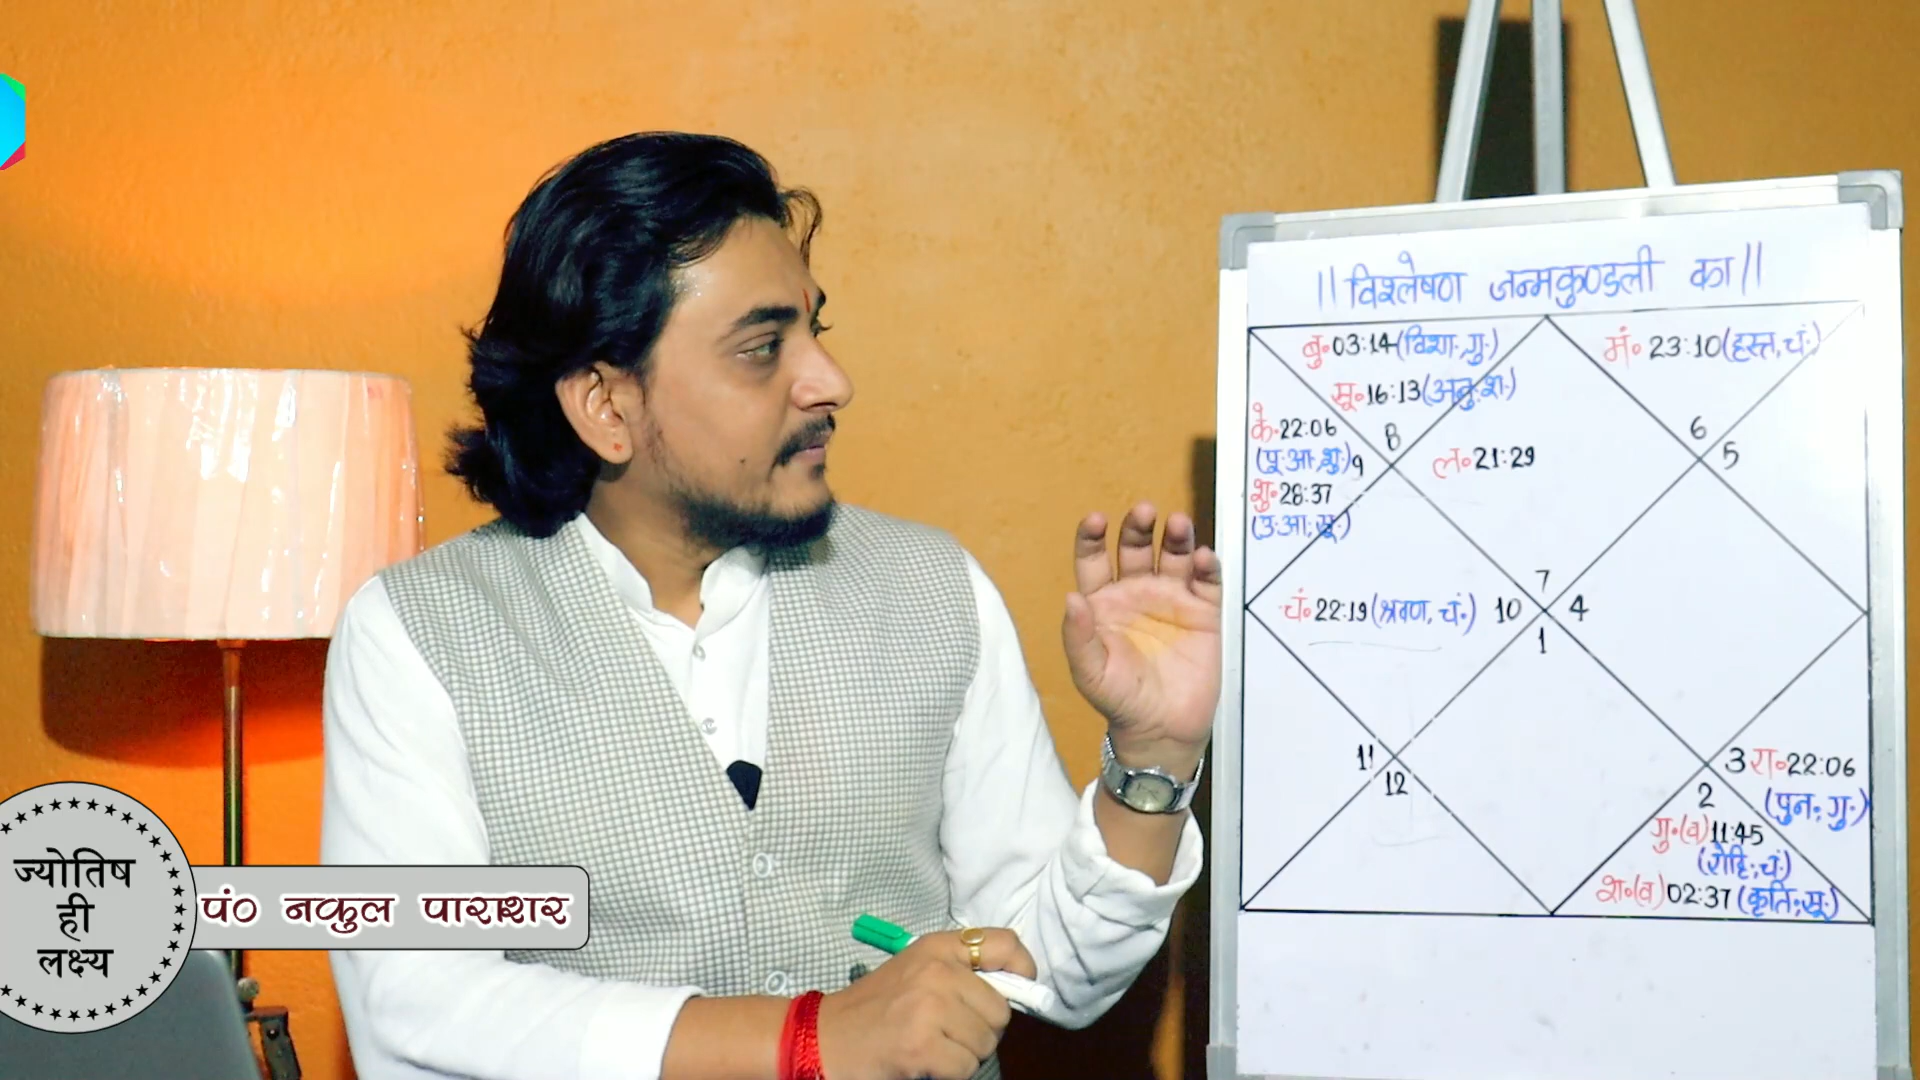 ||विश्लेषण जन्मकुण्डली का||
बु॰03:14(विशा,गु॰)
सू॰16:13(अनु,श॰)
के॰22:06
(पू॰आ,शु॰)
9
शु॰28:37
(उ॰आ,सू॰)
8
ल॰21:29
मं॰ 23:10(हस्त,चं॰)
6
5
चं॰22:19(श्रवण, चं॰)
10
7
4
1
11
12
3 रा॰22:06
(पुन॰, गु॰)
2
गु॰(व)11:45
(रोहि॰,चं॰)
श॰(व)02:37(कृति॰,सू॰)
ज्योतिष
ही
लक्ष्य
पं० नकुल पाराशर